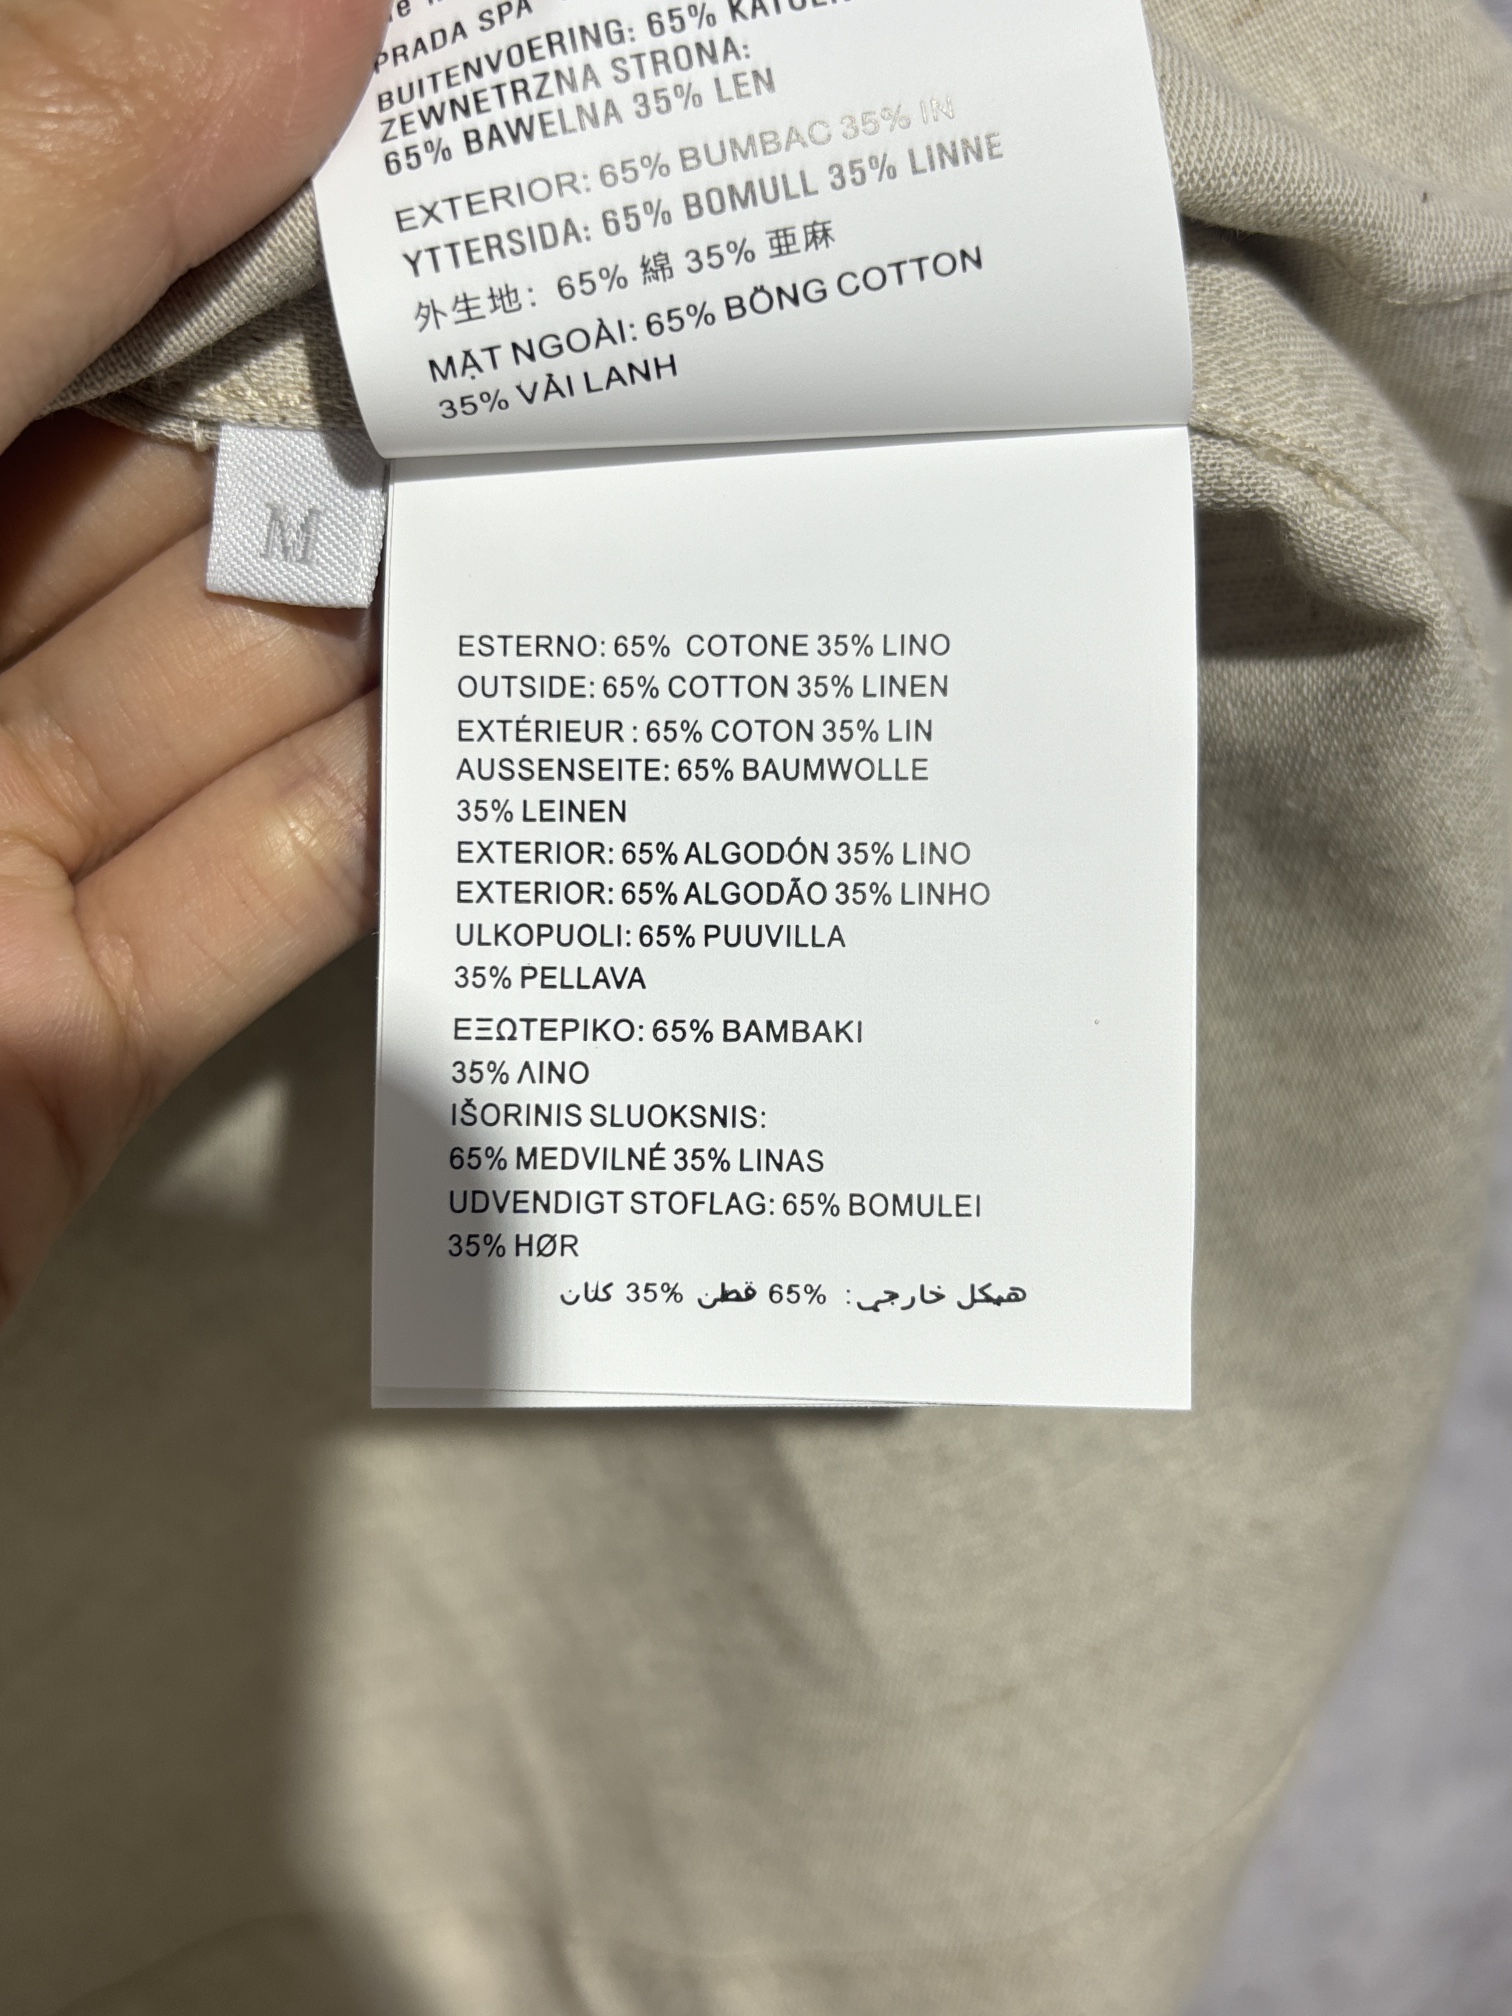 PRADA SPA
BUITENVOERING: 65%
ZEWNETRZNA STRONA:
65% BAWELNA 35% LEN
EXTERIOR: 65% BUMBAC 35% IN
YTTERSIDA: 65% BOMULL 35% LINNE
外生地: 65% 綿 35% 亜麻
MẶT NGOÀI: 65% BÖNG COTTON
35% VẢI LANH
M
ESTERNO: 65% COTONE 35% LINO
OUTSIDE: 65% COTTON 35% LINEN
EXTÉRIEUR : 65% COTON 35% LIN
AUSSENSEITE: 65% BAUMWOLLE
35% LEINEN
EXTERIOR: 65% ALGODÓN 35% LINO
EXTERIOR: 65% ALGODÃO 35% LINHO
ULKOPUOLI: 65% PUUVILLA
35% PELLAVA
ΕΞΩΤΕΡΙΚΟ: 65% ΒΑΜΒΑΚΙ
35% ΛΙΝΟ
IŠORINIS SLUOKSNIS:
65% MEDVILNÉ 35% LINAS
UDVENDIGT STOFLAG: 65% BOMULEI
35% HØR
هيكل خارجي: 65% قطن 35% كتان